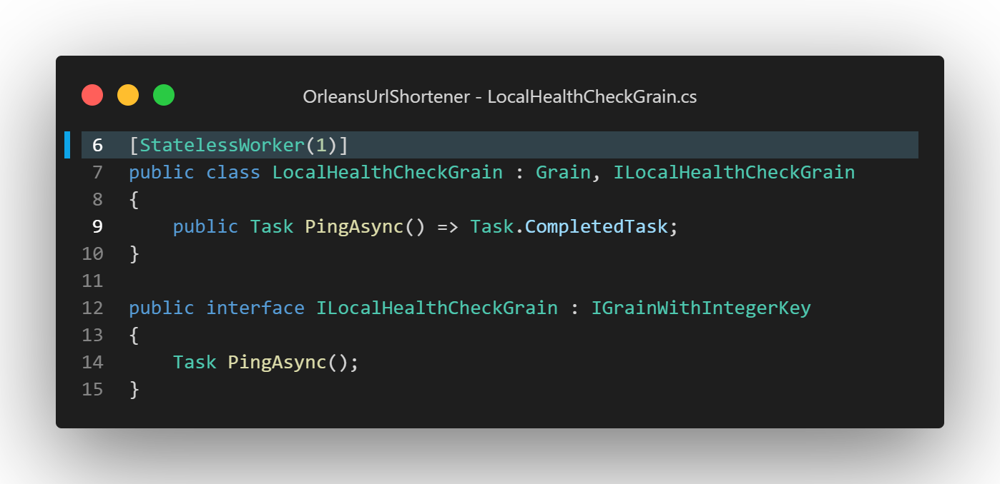 OrleansUrlShortener - LocalHealthCheckGrain.cs
6 [StatelessWorker(1)]
7 public class LocalHealthCheckGrain : Grain, ILocalHealthCheckGrain
8 {
9     public Task PingAsync() => Task.CompletedTask;
10 }
11
12 public interface ILocalHealthCheckGrain : IGrainWithIntegerKey
13 {
14     Task PingAsync();
15 }